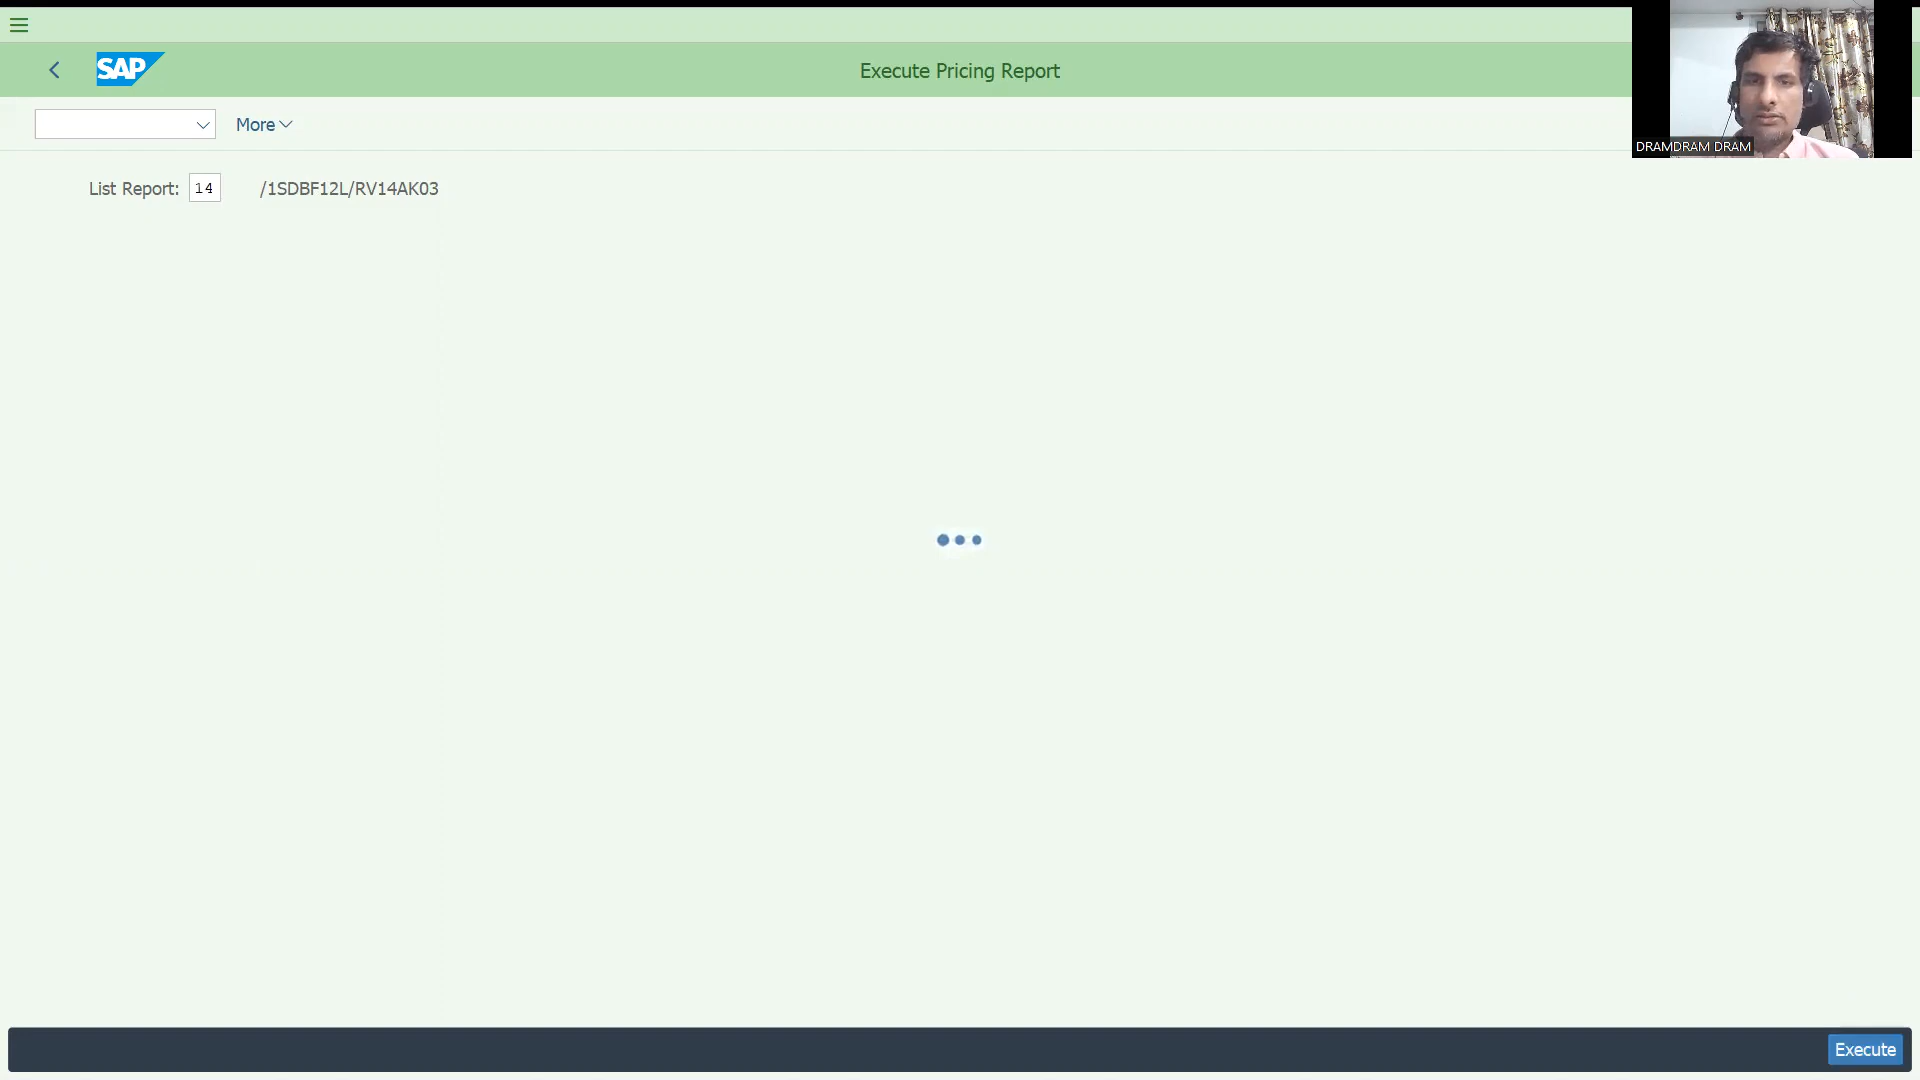 SAP
Execute Pricing Report
More
DRAMDRAM DRAM
List Report: 14 /1SDBF12L/RV14AK03
Execute